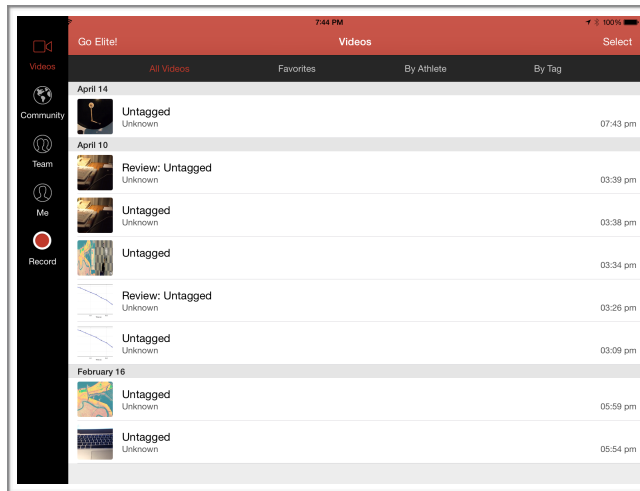 7:44 PM
100%
Go Elite!
Videos
Select
Videos
Community
Team
Me
Record
All Videos
Favorites
By Athlete
By Tag
April 14
Untagged
Unknown
07:43 pm
April 10
Review: Untagged
Unknown
03:39 pm
Untagged
Unknown
03:38 pm
Untagged
03:34 pm
Review: Untagged
Unknown
03:26 pm
Untagged
Unknown
03:09 pm
February 16
Untagged
Unknown
05:59 pm
Untagged
Unknown
05:54 pm